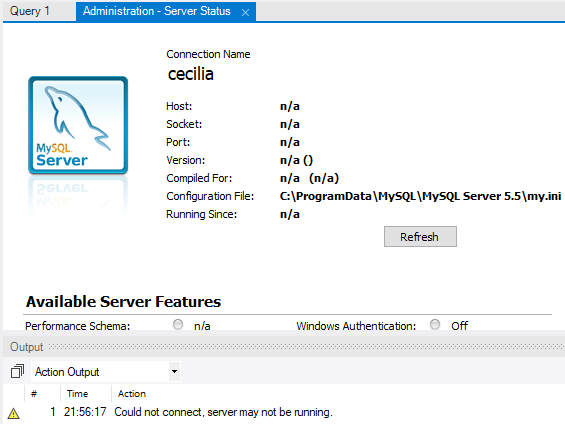 Query 1 Administration - Server Status
Connection Name
cecilia
MySQL
Server
Host: n/a
Socket: n/a
Port: n/a
Version: n/a ()
Compiled For: n/a (n/a)
Configuration File: C:\ProgramData\MySQL\MySQL Server 5.5\my.ini
Running Since: n/a
Refresh
Available Server Features
Performance Schema: n/a Windows Authentication: Off
Output
Action Output
# Time Action
1 21:56:17 Could not connect, server may not be running.